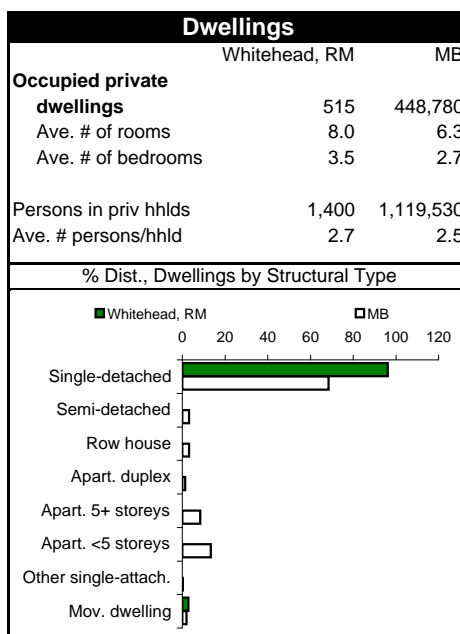 Dwellings
Whitehead, RM MB
Occupied private
dwellings 515 448,780
Ave. # of rooms 8.0 6.3
Ave. # of bedrooms 3.5 2.7
Persons in priv hhlds 1,400 1,119,530
Ave. # persons/hhld 2.7 2.5
% Dist., Dwellings by Structural Type
Whitehead, RM MB
0 20 40 60 80 100 120
Single-detached
Semi-detached
Row house
Apart. duplex
Apart. 5+ storeys
Apart. <5 storeys
Other single-attach.
Mov. dwelling